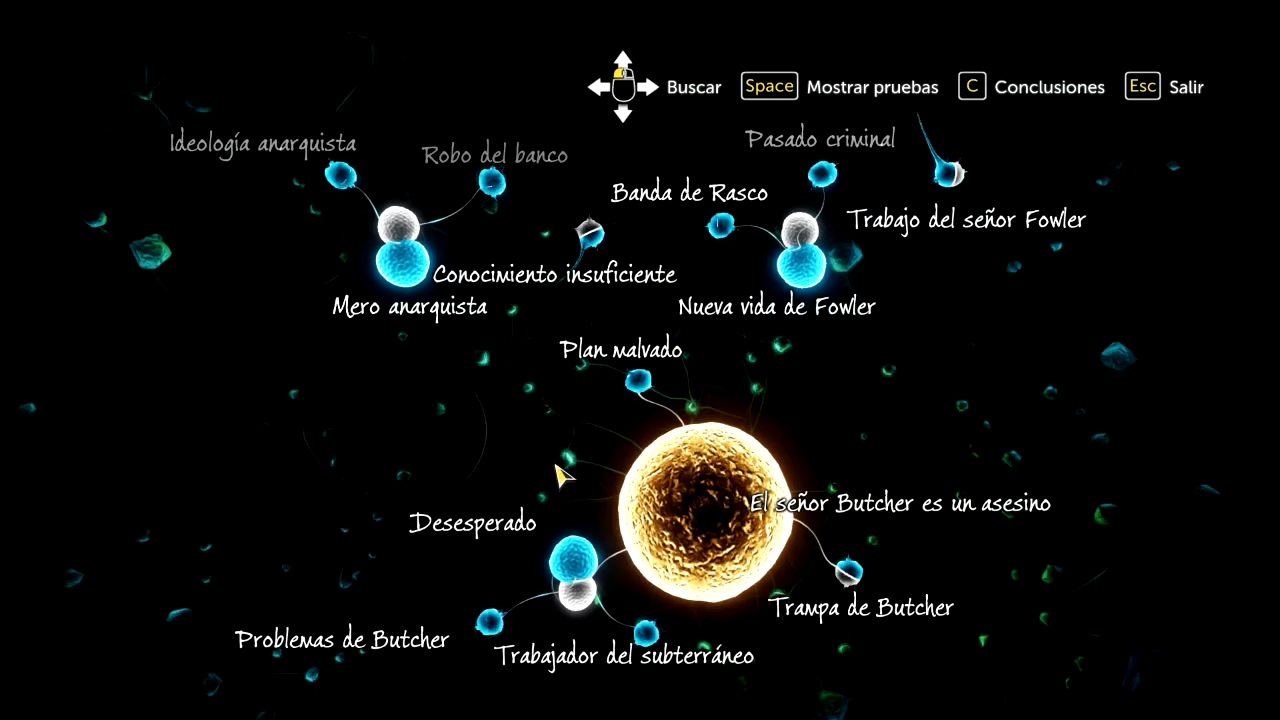 Buscar
Space Mostrar pruebas
C Conclusiones
Esc Salir
Ideología anarquista
Robo del banco
Pasado criminal
Banda de Rasco
Trabajo del señor Fowler
Conocimiento insuficiente
Mero anarquista
Nueva vida de Fowler
Plan malvado
El señor Butcher es un asesino
Desesperado
Trampa de Butcher
Problemas de Butcher
Trabajador del subterráneo